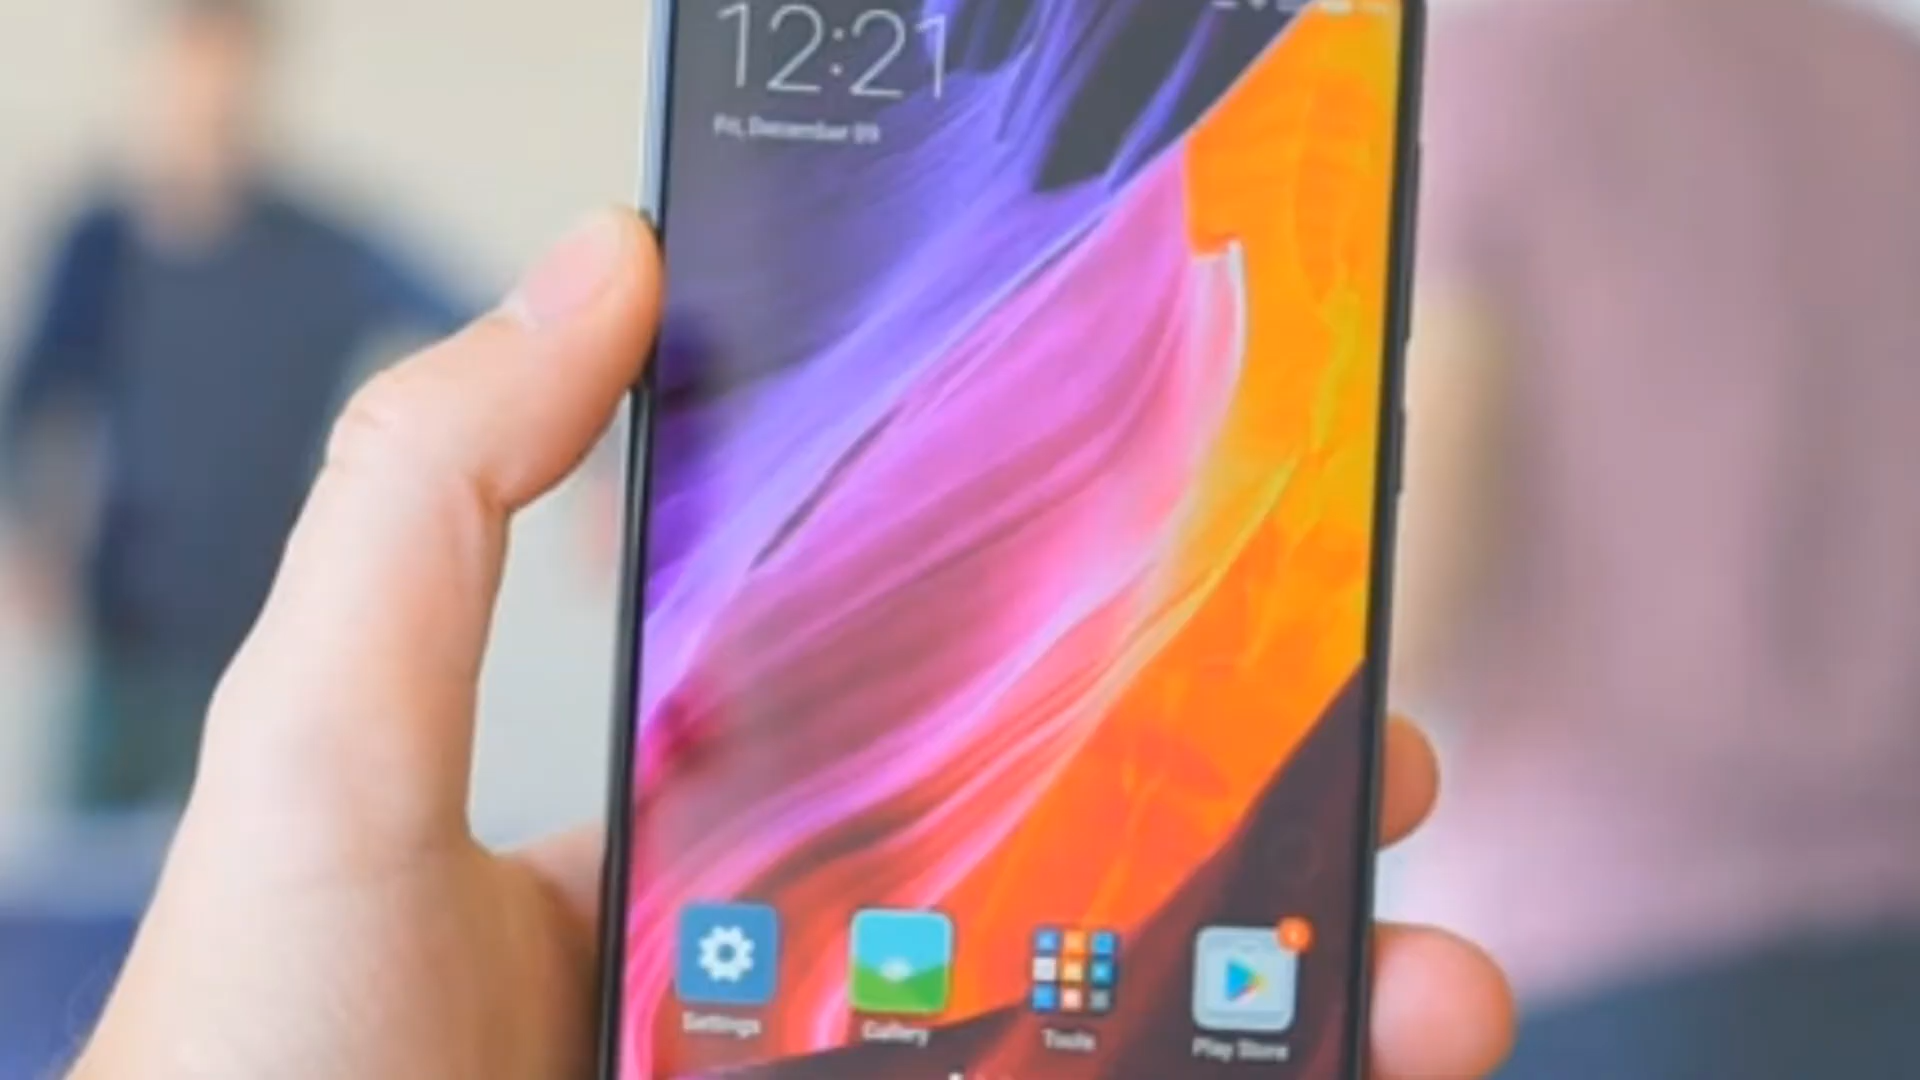 12:21
Fri, December 09
Settings
Gallery
Tools
Play Store